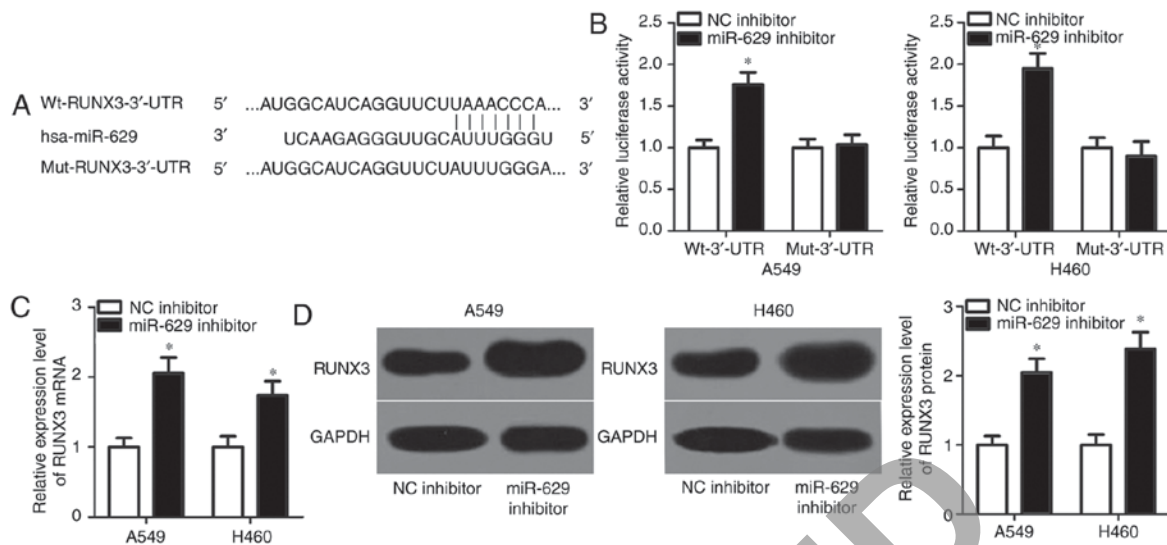 A
Wt-RUNX3-3′-UTR 5′ ...AUGGCAUCAGGUUCUUAAACCCA... 3′
hsa-miR-629 3′ UCAAGAGGGUUGCAUUUGGGU 5′
Mut-RUNX3-3′-UTR 5′ ...AUGGCAUCAGGUUCUAUUUGGGA... 3′
B
NC inhibitor
miR-629 inhibitor
Relative luciferase activity
2.5
2.0
1.5
1.0
0.5
0.0
*
Wt-3′-UTR Mut-3′-UTR
A549
NC inhibitor
miR-629 inhibitor
Relative luciferase activity
2.5
2.0
1.5
1.0
0.5
0.0
*
Wt-3′-UTR Mut-3′-UTR
H460
C
NC inhibitor
miR-629 inhibitor
Relative expression level
of RUNX3 mRNA
3
2
1
0
* *
A549 H460
D
A549
RUNX3
GAPDH
NC inhibitor miR-629
inhibitor
H460
RUNX3
GAPDH
NC inhibitor miR-629
inhibitor
NC inhibitor
miR-629 inhibitor
Relative expression level
of RUNX3 protein
3
2
1
0
* *
A549 H460